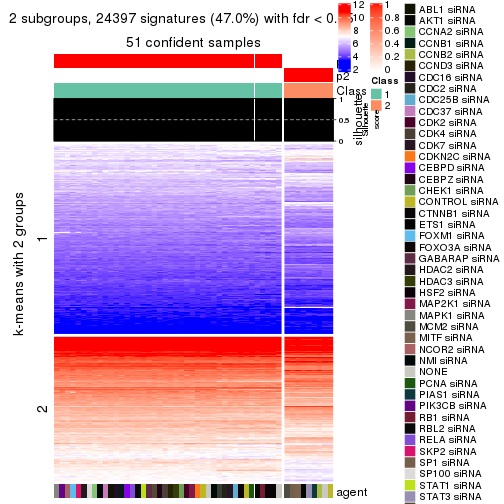 2 subgroups, 24397 signatures (47.0%) with fdr < 0.
51 confident samples
p2
Class
silhouette
1
0.5
0
k-means with 2 groups
1
2
agent
12
10
8
6
4
2
1
0.8
0.6
0.4
0.2
0
Class
1
2
Silhouette
score
ABL1 siRNA
AKT1 siRNA
CCNA2 siRNA
CCNB1 siRNA
CCNB2 siRNA
CCND3 siRNA
CDC16 siRNA
CDC2 siRNA
CDC25B siRNA
CDC37 siRNA
CDK2 siRNA
CDK4 siRNA
CDK7 siRNA
CDKN2C siRNA
CEBPD siRNA
CEBPZ siRNA
CHEK1 siRNA
CONTROL siRNA
CTNNB1 siRNA
ETS1 siRNA
FOXM1 siRNA
FOXO3A siRNA
GABARAP siRNA
HDAC2 siRNA
HDAC3 siRNA
HSF2 siRNA
MAP2K1 siRNA
MAPK1 siRNA
MCM2 siRNA
MITF siRNA
NCOR2 siRNA
NMI siRNA
NONE
PCNA siRNA
PIAS1 siRNA
PIK3CB siRNA
RB1 siRNA
RBL2 siRNA
RELA siRNA
SKP2 siRNA
SP1 siRNA
SP100 siRNA
STAT1 siRNA
STAT3 siRNA